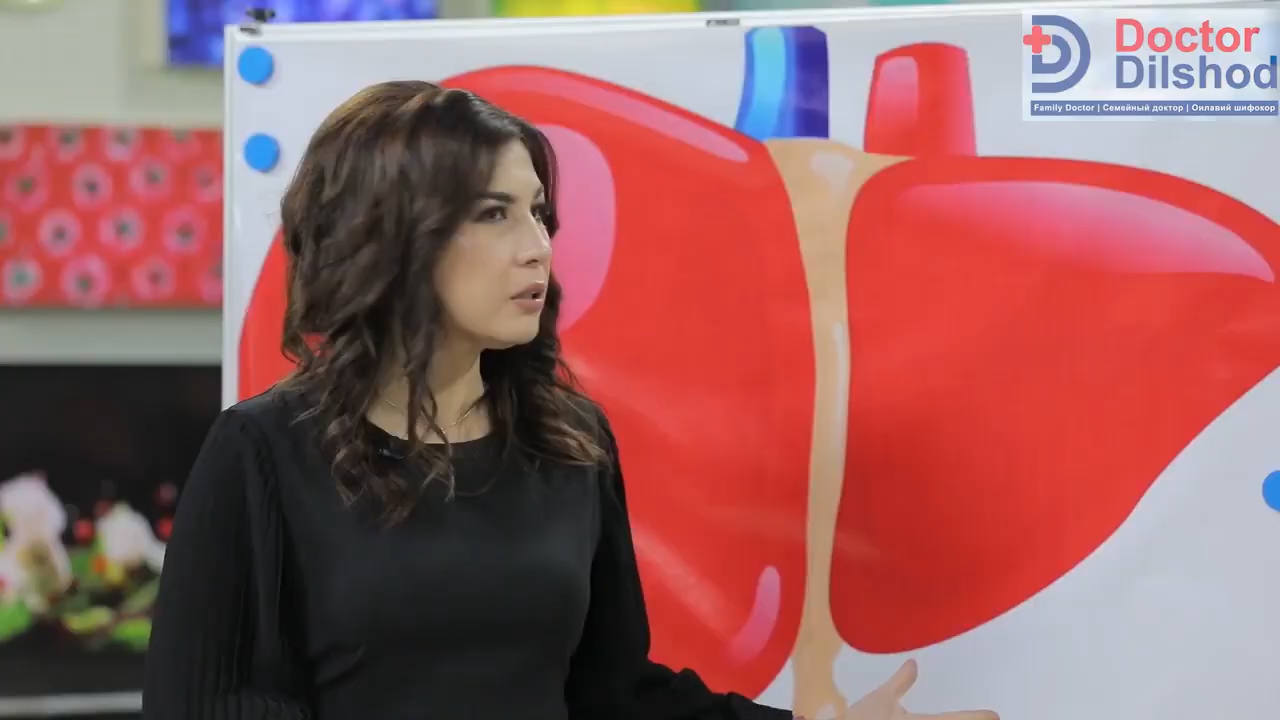 Doctor
Dilshod
Family Doctor | Семейный доктор | Оилавий шифокор